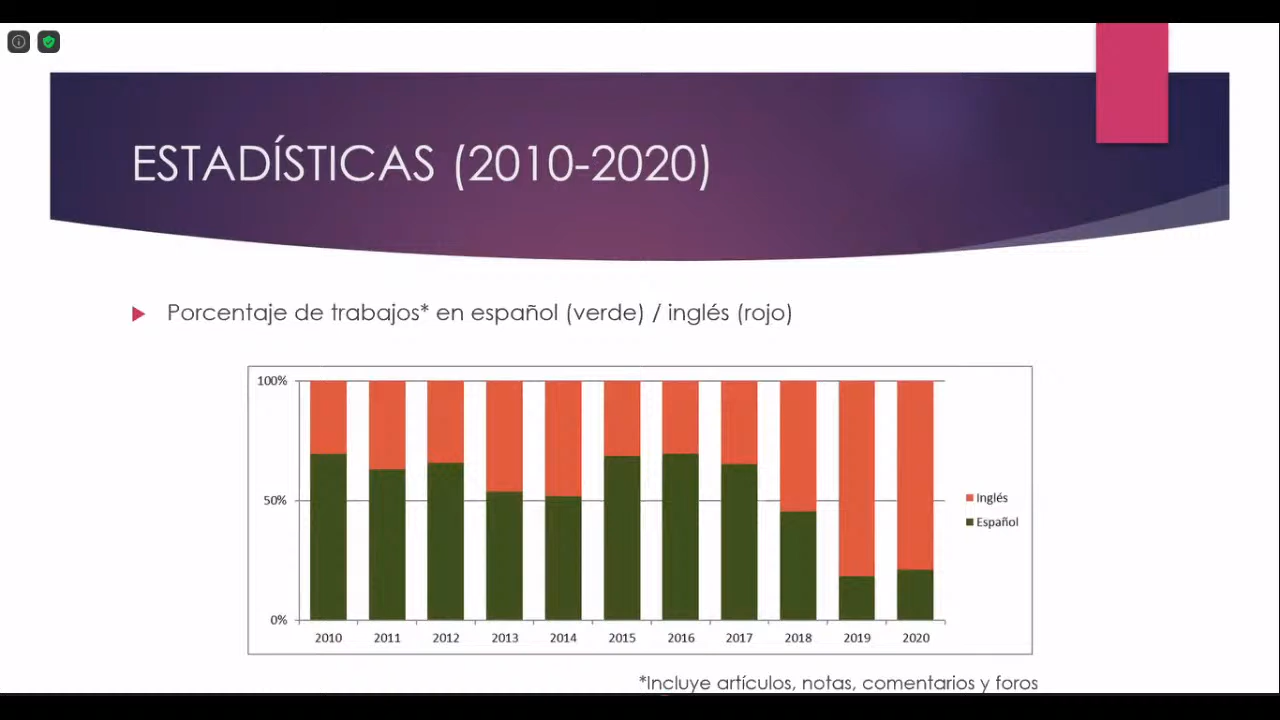 ESTADÍSTICAS (2010-2020)
Porcentaje de trabajos* en español (verde) / inglés (rojo)
100%
50%
0%
2010 2011 2012 2013 2014 2015 2016 2017 2018 2019 2020
Inglés
Español
*Incluye artículos, notas, comentarios y foros